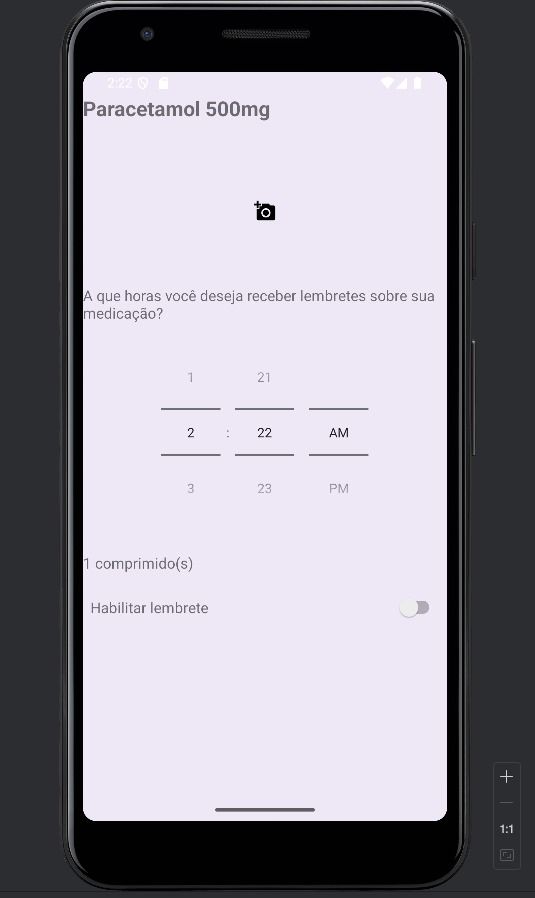 2:22
Paracetamol 500mg
A que horas você deseja receber lembretes sobre sua
medicação?
1 21
2 : 22 AM
3 23 PM
1 comprimido(s)
Habilitar lembrete
1:1